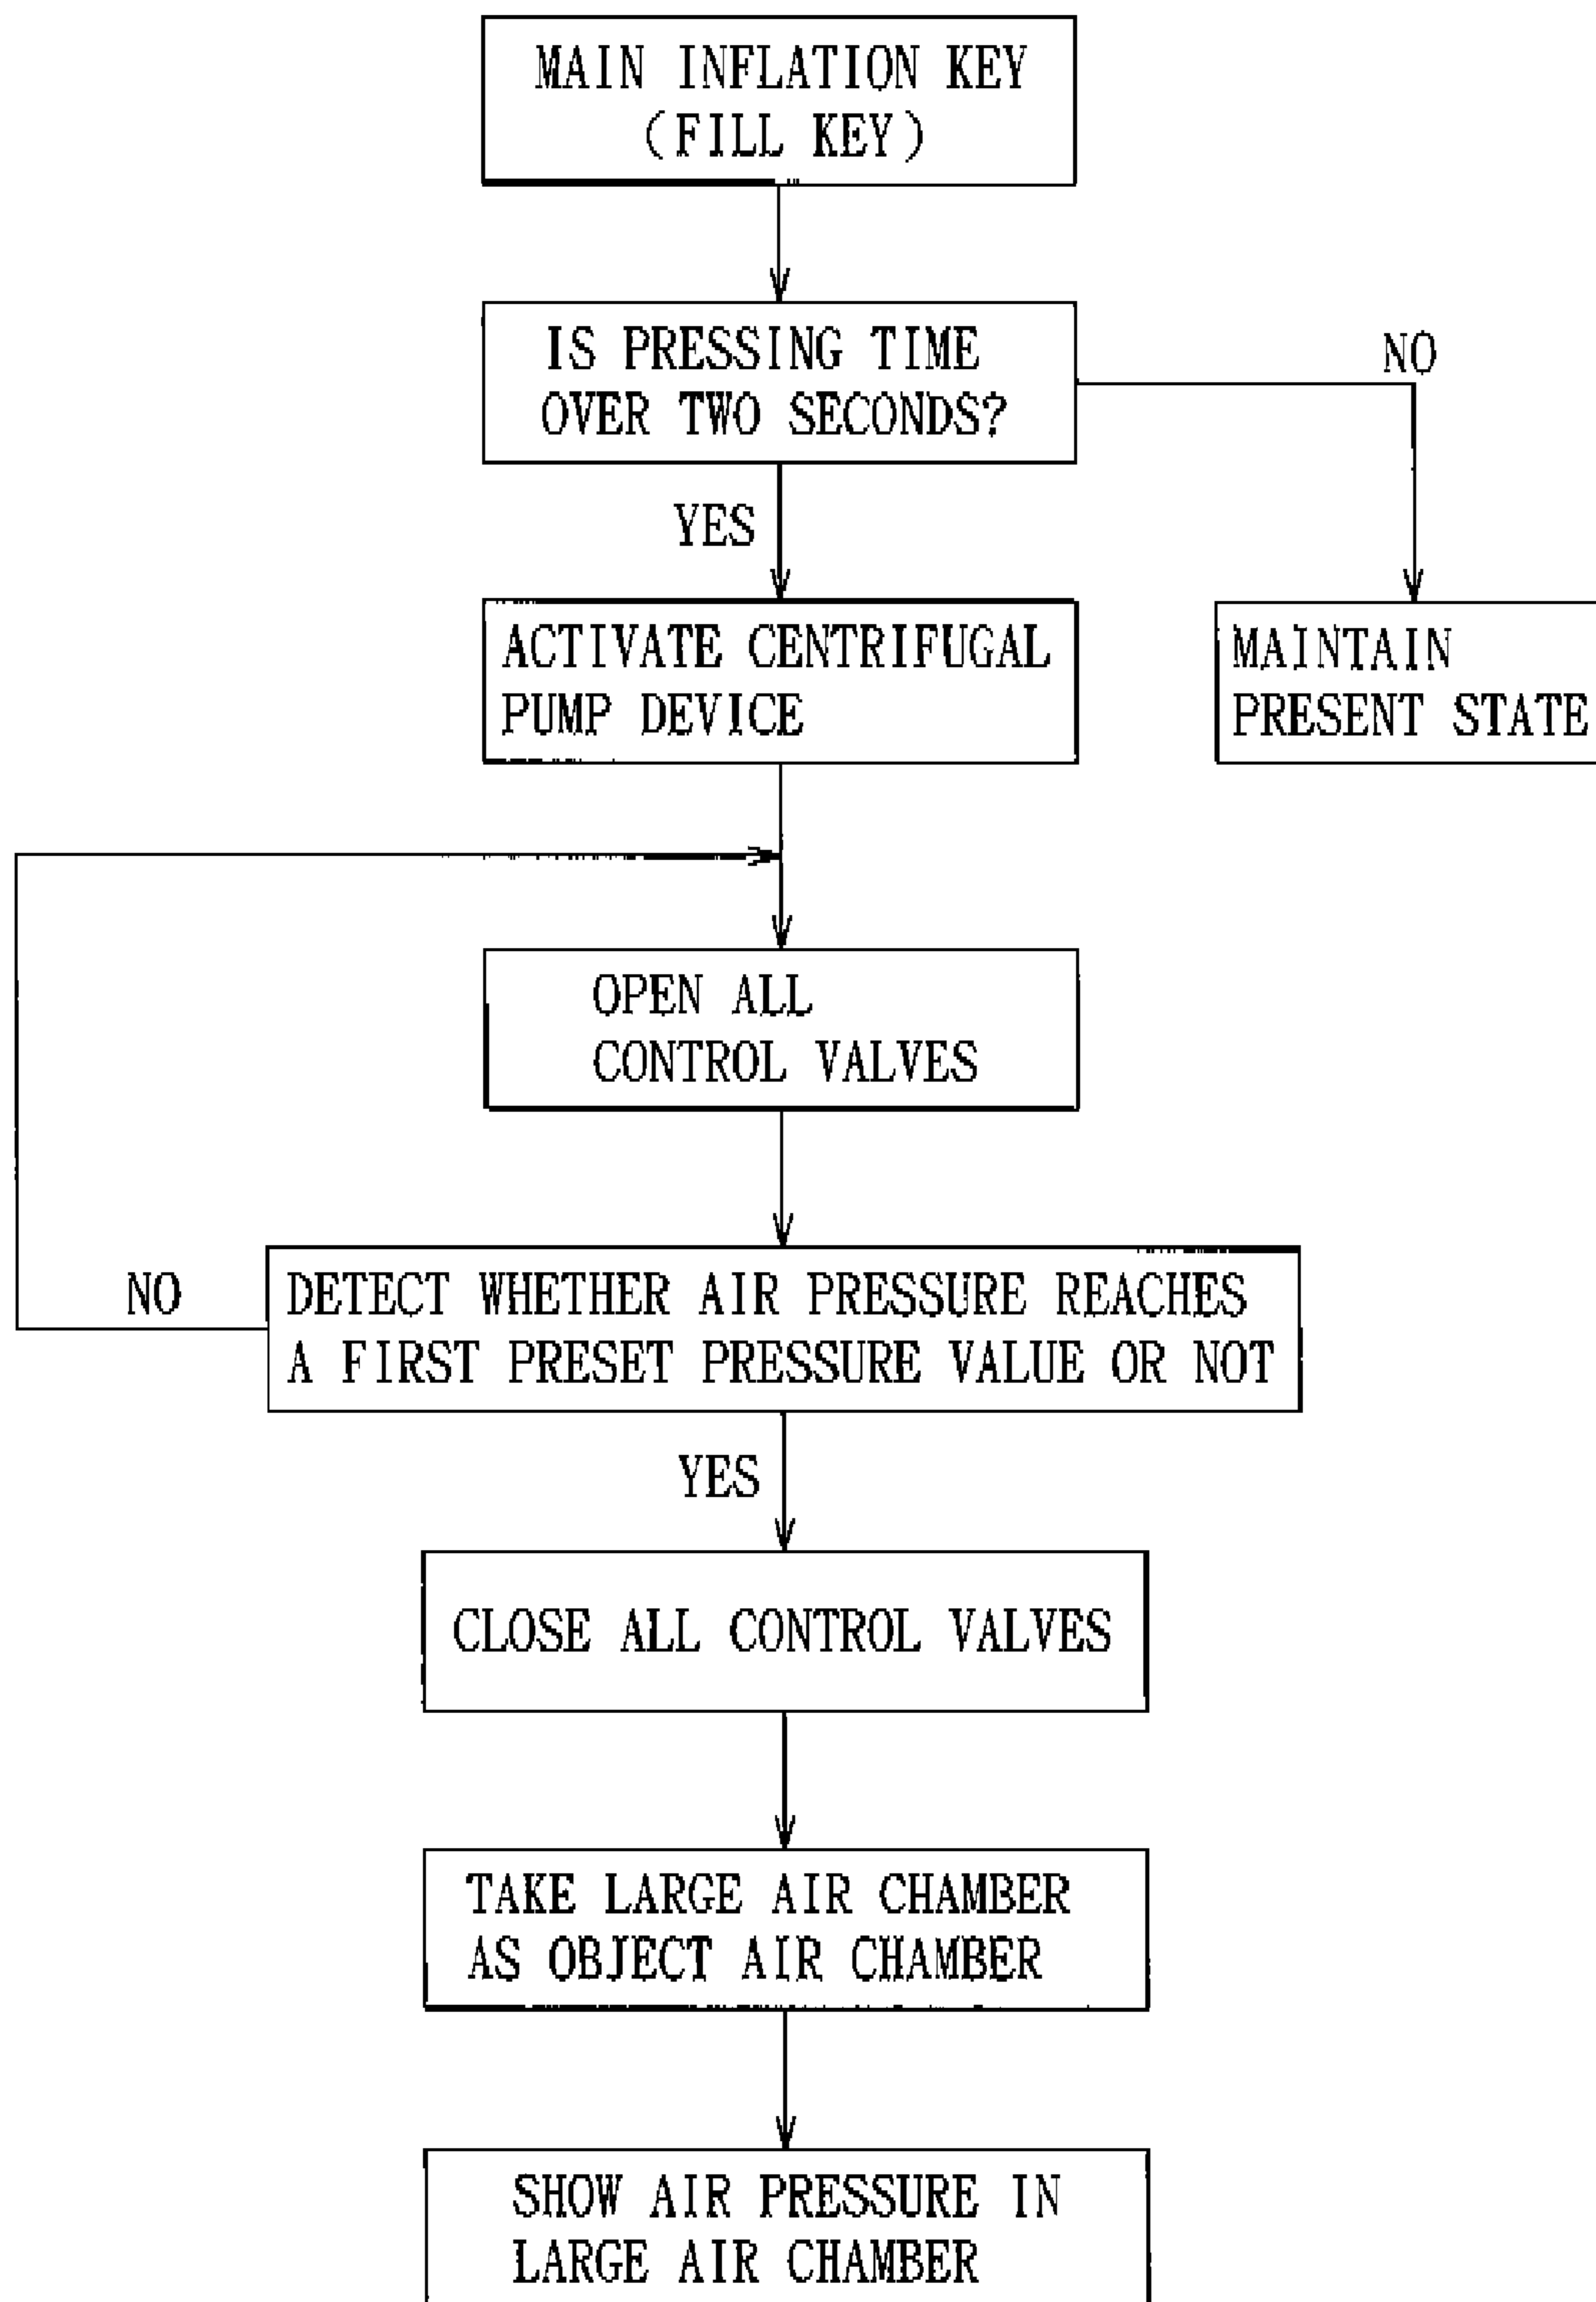 MAIN INFLATION KEY
(FILL KEY)
IS PRESSING TIME
OVER TWO SECONDS?
NO
YES
ACTIVATE CENTRIFUGAL
PUMP DEVICE
MAINTAIN
PRESENT STATE
OPEN ALL
CONTROL VALVES
NO
DETECT WHETHER AIR PRESSURE REACHES
A FIRST PRESET PRESSURE VALUE OR NOT
YES
CLOSE ALL CONTROL VALVES
TAKE LARGE AIR CHAMBER
AS OBJECT AIR CHAMBER
SHOW AIR PRESSURE IN
LARGE AIR CHAMBER